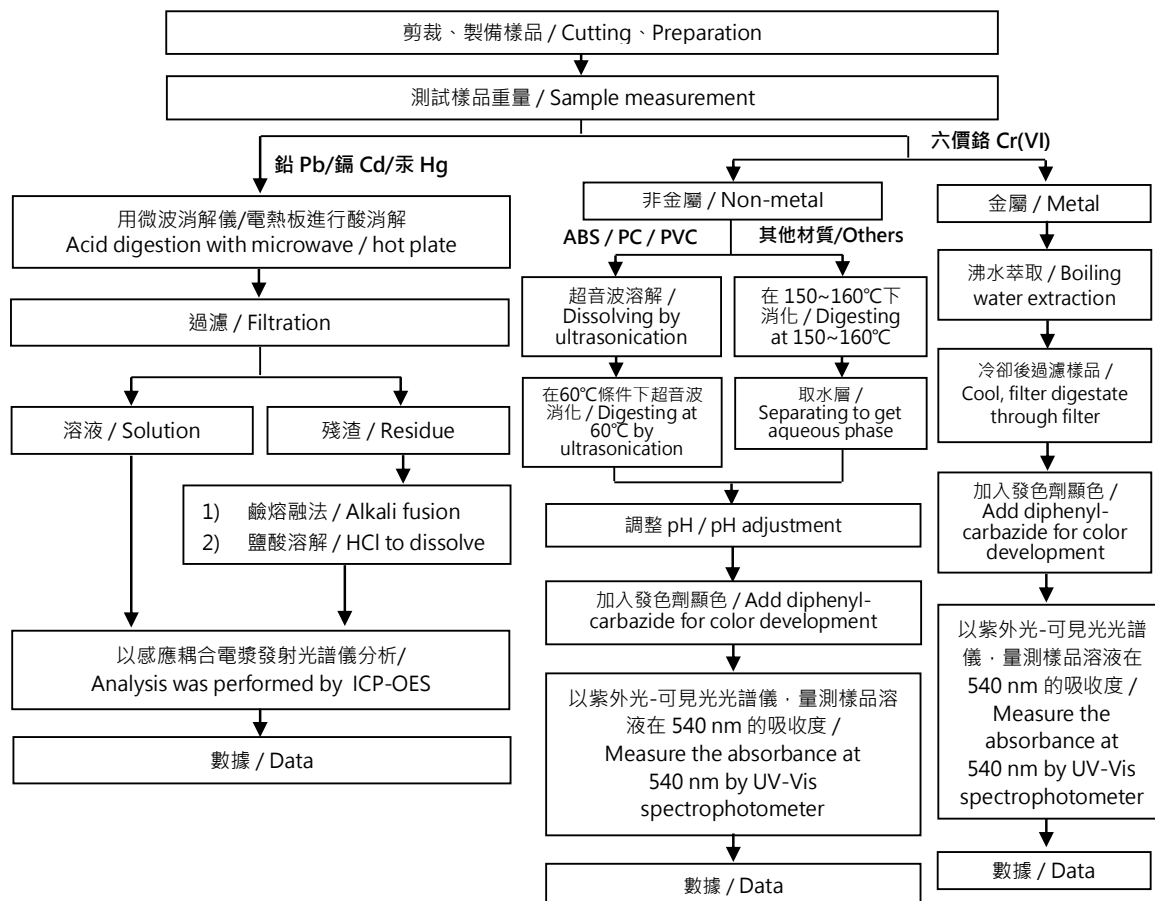 剪裁、製備樣品 / Cutting、Preparation
測試樣品重量 / Sample measurement
鉛 Pb/鎘 Cd/汞 Hg
六價鉻 Cr(VI)
用微波消解儀/電熱板進行酸消解
Acid digestion with microwave / hot plate
過濾 / Filtration
溶液 / Solution
殘渣 / Residue
1) 鹼熔融法 / Alkali fusion
2) 鹽酸溶解 / HCl to dissolve
以感應耦合電漿發射光譜儀分析/
Analysis was performed by ICP-OES
數據 / Data
非金屬 / Non-metal
ABS / PC / PVC
其他材質/Others
超音波溶解 /
Dissolving by
ultrasonication
在 150~160℃下
消化 / Digesting
at 150~160℃
在60℃條件下超音波
消化 / Digesting at
60℃ by
ultrasonication
取水層 /
Separating to get
aqueous phase
調整 pH / pH adjustment
加入發色劑顯色 / Add diphenyl-
carbazide for color development
以紫外光-可見光光譜儀，量測樣品溶
液在 540 nm 的吸收度 /
Measure the absorbance at
540 nm by UV-Vis
spectrophotometer
數據 / Data
金屬 / Metal
沸水萃取 / Boiling
water extraction
冷卻後過濾樣品 /
Cool, filter digestate
through filter
加入發色劑顯色 /
Add diphenyl-
carbazide for color
development
以紫外光-可見光光譜
儀，量測樣品溶液在
540 nm 的吸收度 /
Measure the
absorbance at
540 nm by UV-Vis
spectrophotometer
數據 / Data